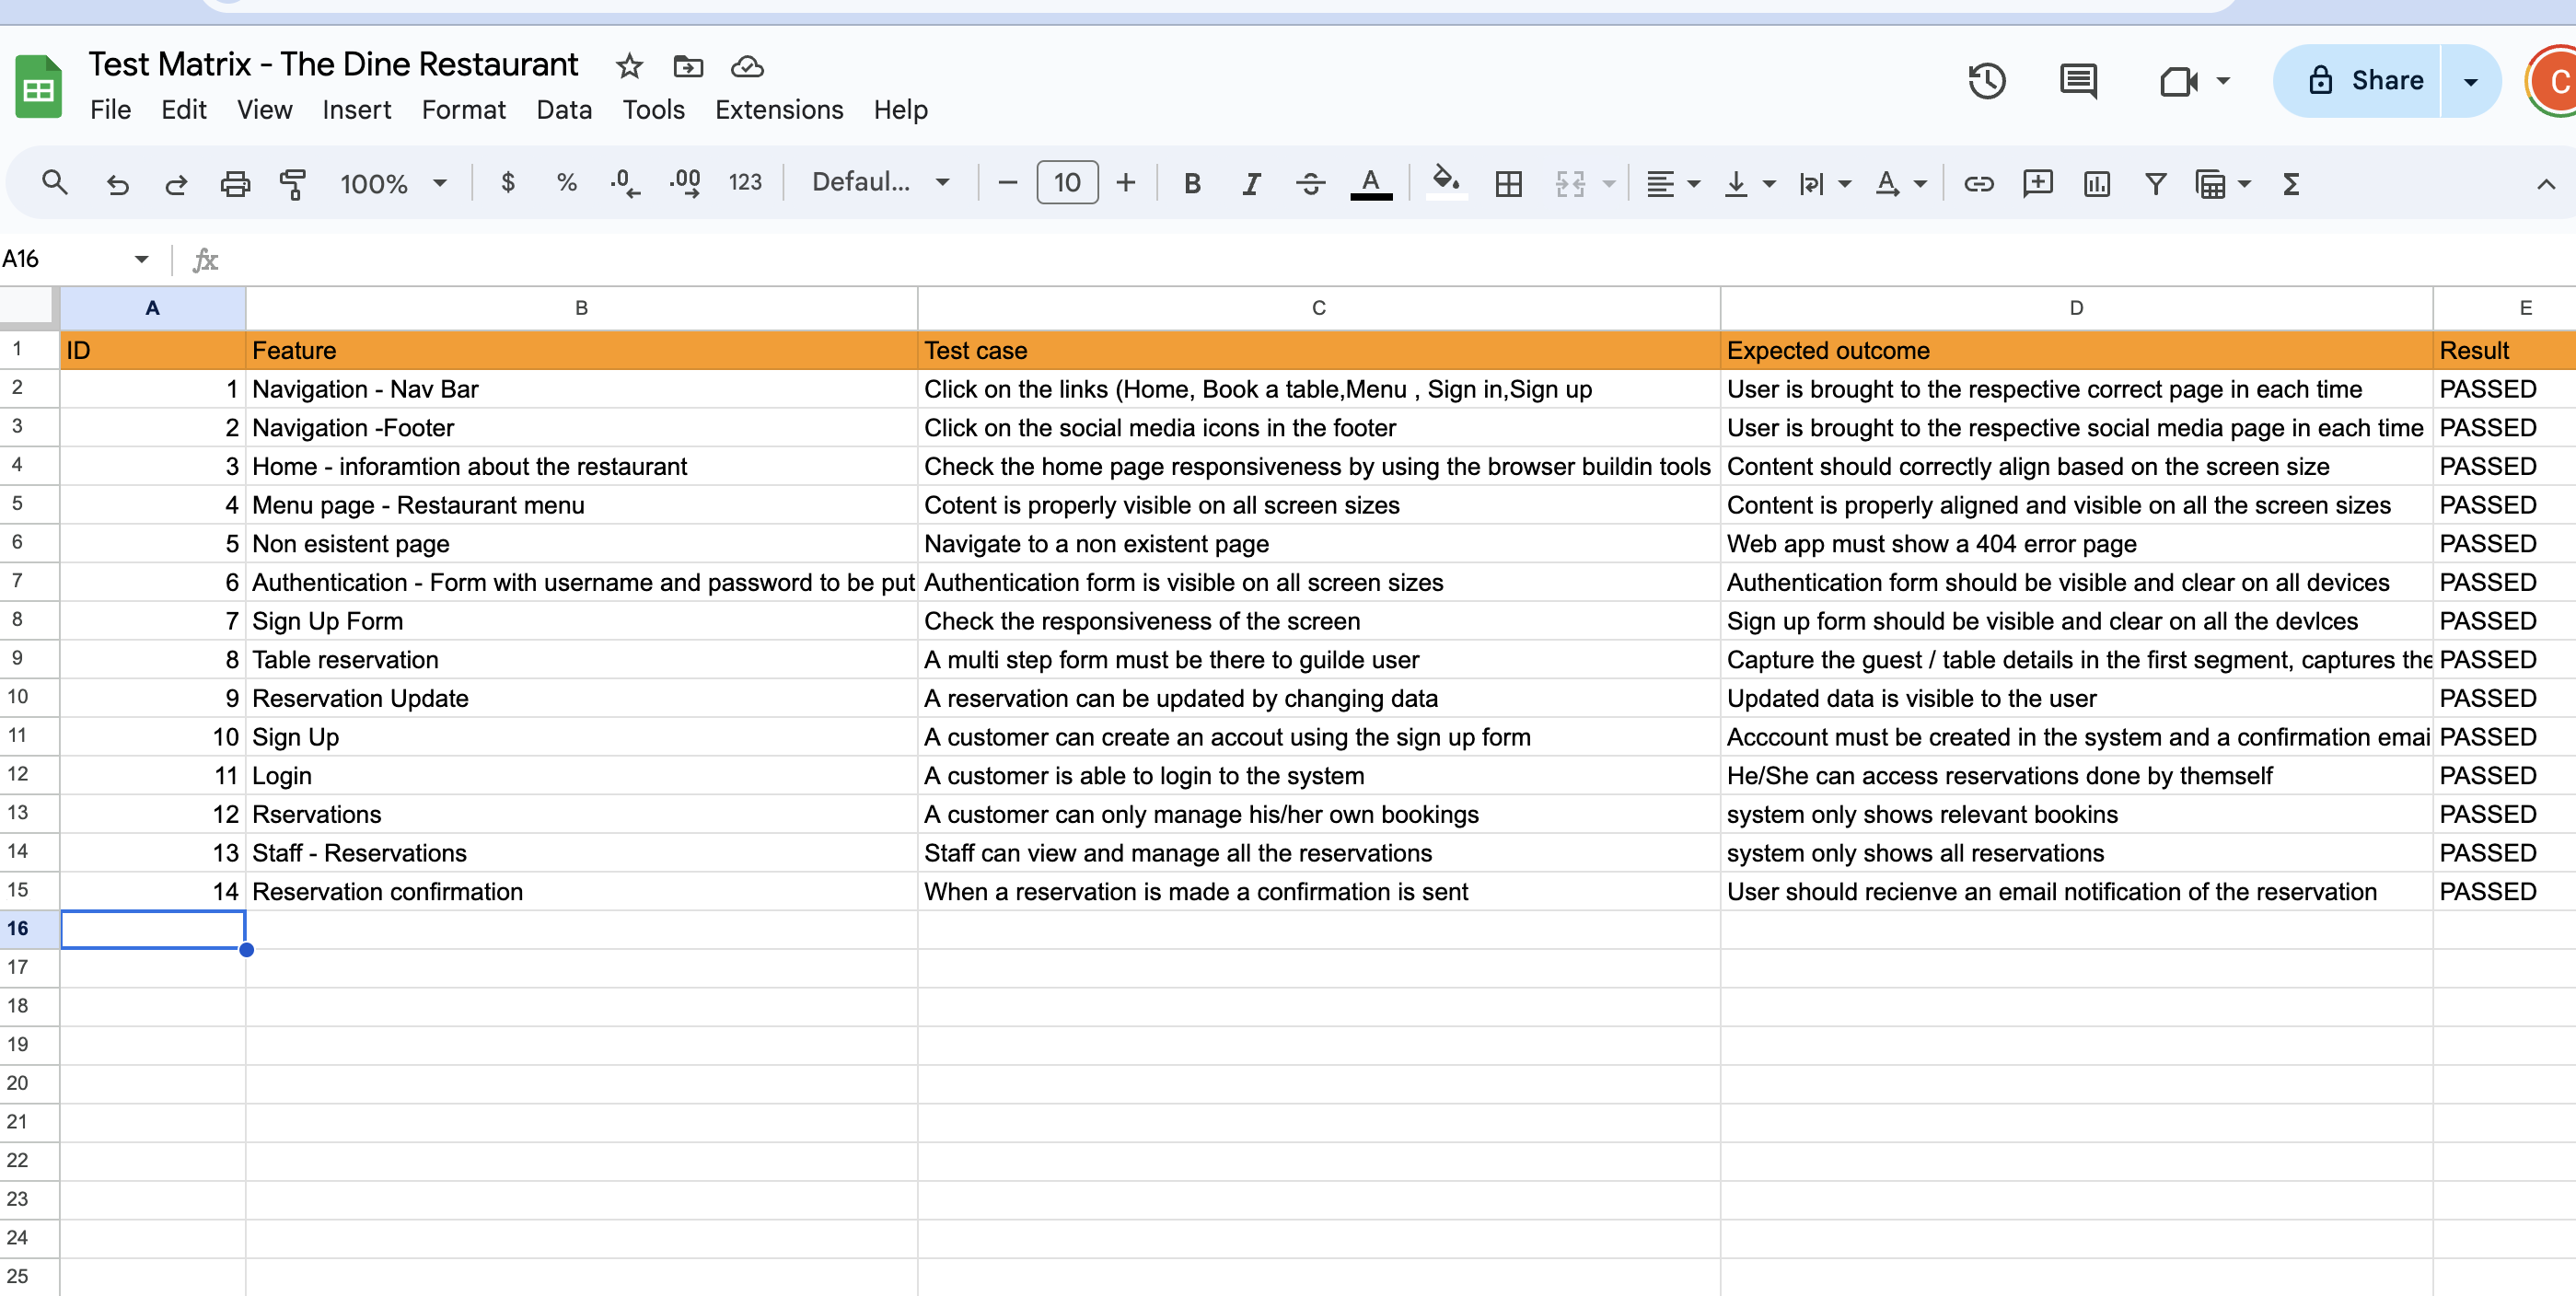 Test Matrix - The Dine Restaurant
File Edit View Insert Format Data Tools Extensions Help
Share
C
100% $ % .0 .00 123 Defaul... 10 B I A
A16 fx
A B C D E
1 ID Feature Test case Expected outcome Result
2 1 Navigation - Nav Bar Click on the links (Home, Book a table,Menu , Sign in,Sign up User is brought to the respective correct page in each time PASSED
3 2 Navigation -Footer Click on the social media icons in the footer User is brought to the respective social media page in each time PASSED
4 3 Home - inforamtion about the restaurant Check the home page responsiveness by using the browser buildin tools Content should correctly align based on the screen size PASSED
5 4 Menu page - Restaurant menu Cotent is properly visible on all screen sizes Content is properly aligned and visible on all the screen sizes PASSED
6 5 Non esistent page Navigate to a non existent page Web app must show a 404 error page PASSED
7 6 Authentication - Form with username and password to be put Authentication form is visible on all screen sizes Authentication form should be visible and clear on all devices PASSED
8 7 Sign Up Form Check the responsiveness of the screen Sign up form should be visible and clear on all the devIces PASSED
9 8 Table reservation A multi step form must be there to guilde user Capture the guest / table details in the first segment, captures the PASSED
10 9 Reservation Update A reservation can be updated by changing data Updated data is visible to the user PASSED
11 10 Sign Up A customer can create an accout using the sign up form Acccount must be created in the system and a confirmation emai PASSED
12 11 Login A customer is able to login to the system He/She can access reservations done by themself PASSED
13 12 Rservations A customer can only manage his/her own bookings system only shows relevant bookins PASSED
14 13 Staff - Reservations Staff can view and manage all the reservations system only shows all reservations PASSED
15 14 Reservation confirmation When a reservation is made a confirmation is sent User should recienve an email notification of the reservation PASSED
16
17
18
19
20
21
22
23
24
25